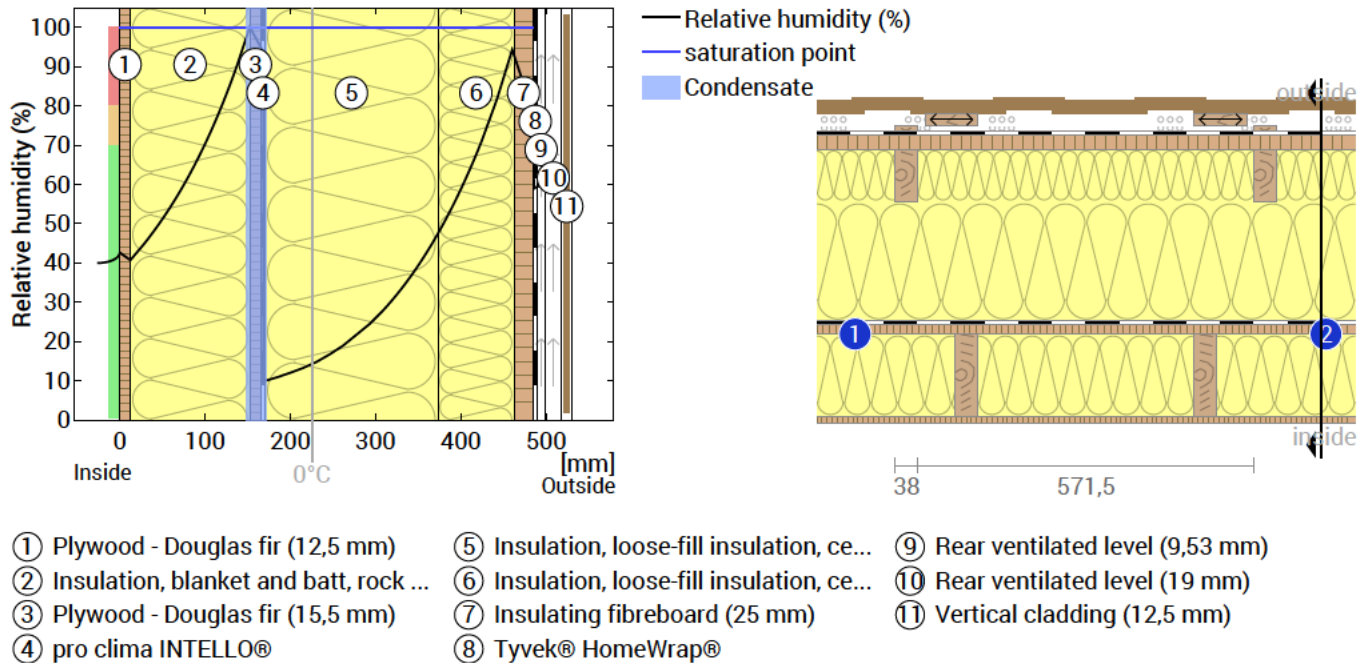 Relative humidity (%)
100
90
80
70
60
50
40
30
20
10
0
0
100
200
300
400
500
[mm]
Inside
0°C
Outside
1
2
3
4
5
6
7
8
9
10
11
Relative humidity (%)
saturation point
Condensate
outside
1
2
inside
38
571,5
1 Plywood - Douglas fir (12,5 mm)
2 Insulation, blanket and batt, rock ...
3 Plywood - Douglas fir (15,5 mm)
4 pro clima INTELLO®
5 Insulation, loose-fill insulation, ce...
6 Insulation, loose-fill insulation, ce...
7 Insulating fibreboard (25 mm)
8 Tyvek® HomeWrap®
9 Rear ventilated level (9,53 mm)
10 Rear ventilated level (19 mm)
11 Vertical cladding (12,5 mm)